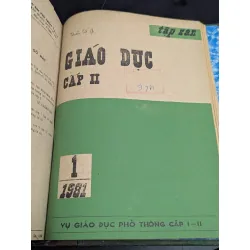 tập san
GIÁO DỤC
CẤP II
1
1981
VỤ GIÁO DỤC PHỔ THÔNG CẤP I-II